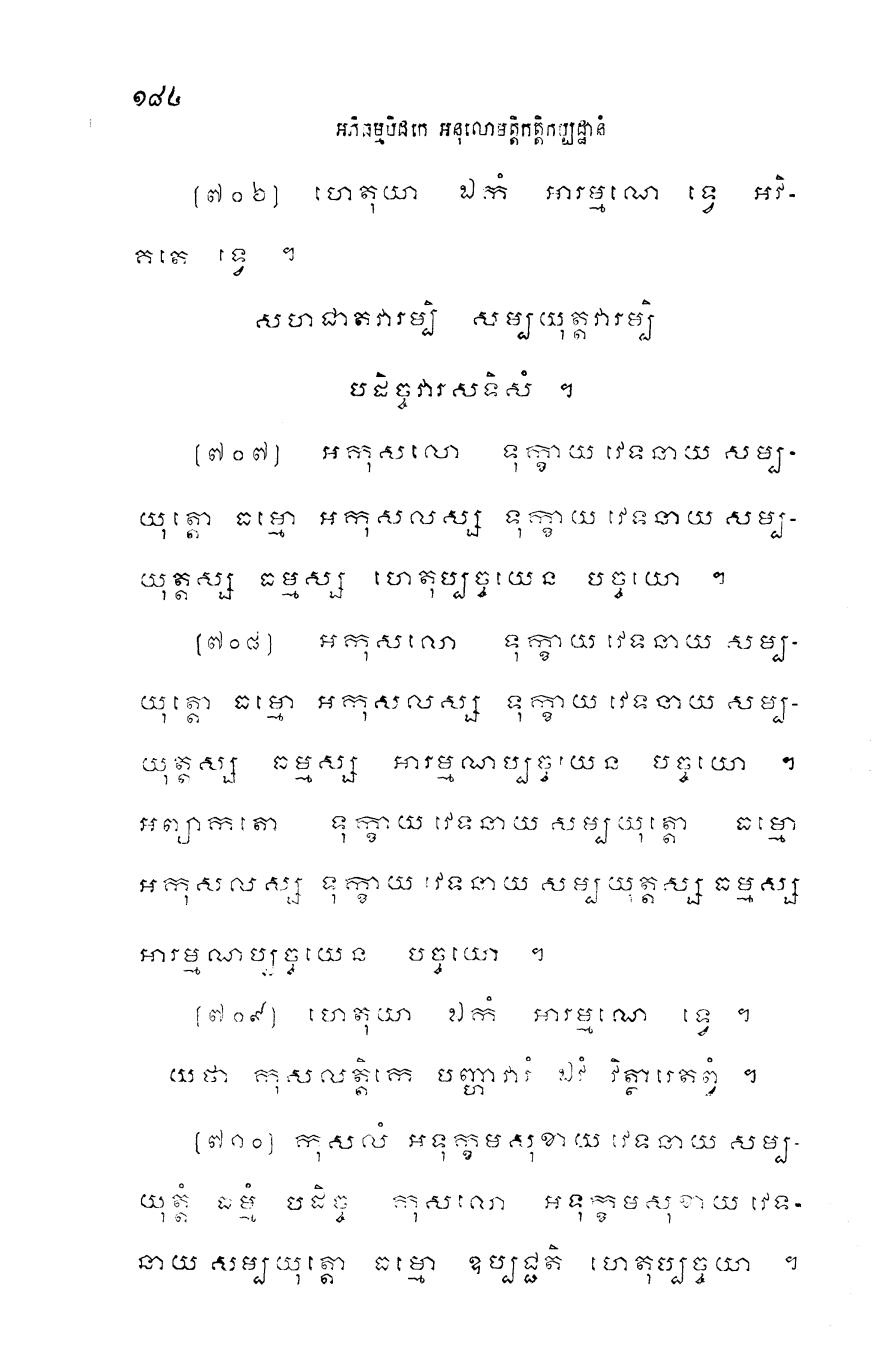 ១៨៤
អភិធម្មបិដកេ អនុលោមត្តិកត្តិកប្បដ្ឋានំ
[៧០៦] ហេតុយា ឯកំ អារម្មណេ ទ្វេ អវិ-
កតេ ទ្វេ ។
សហជាតវារម្បិ សម្បយុត្តវារម្បិ
បដិច្ចវារសទិសំ ។
[៧០៧] អកុសលោ ទុក្ខាយ វេទនាយ សម្ប-
យុត្តោ ធម្មោ អកុសលស្ស ទុក្ខាយ វេទនាយ សម្ប-
យុត្តស្ស ធម្មស្ស ហេតុប្បច្ចយេន បច្ចយោ ។
[៧០៨] អកុសលោ ទុក្ខាយ វេទនាយ សម្ប-
យុត្តោ ធម្មោ អកុសលស្ស ទុក្ខាយ វេទនាយ សម្ប-
យុត្តស្ស ធម្មស្ស អារម្មណប្បច្ចយេន បច្ចយោ ។
អព្យាកតោ ទុក្ខាយ វេទនាយ សម្បយុត្តោ ធម្មោ
អកុសលស្ស ទុក្ខាយ វេទនាយ សម្បយុត្តស្ស ធម្មស្ស
អារម្មណប្បច្ចយេន បច្ចយោ ។
[៧០៩] ហេតុយា ឯកំ អារម្មណេ ទ្វេ ។
យថា កុសលត្តិកេ បញ្ហាវារំ ឯវំ វិត្ថារេតព្វំ ។
[៧១០] កុសលំ អទុក្ខមសុខាយ វេទនាយ សម្ប-
យុត្តំ ធម្មំ បដិច្ច កុសលោ អទុក្ខមសុខាយ វេទ-
នាយ សម្បយុត្តោ ធម្មោ ឧប្បជ្ជតិ ហេតុប្បច្ចយា ។